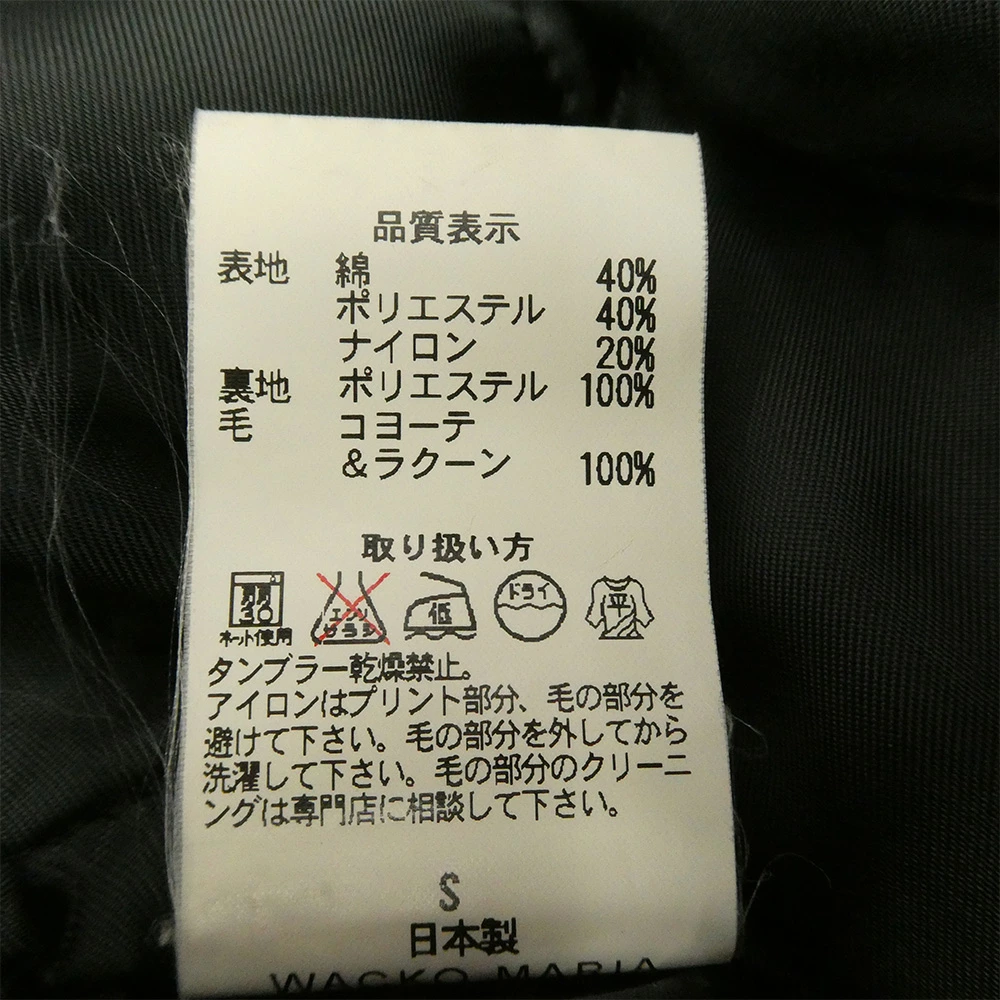 品質表示
表地 綿 40%
ポリエステル 40%
ナイロン 20%
裏地 ポリエステル 100%
毛 コヨーテ
&ラクーン 100%
取り扱い方
弱 30 エンソ サラシ 低 ドライ 平
ネット使用
タンブラー乾燥禁止。
アイロンはプリント部分、毛の部分を
避けて下さい。毛の部分を外してから
洗濯して下さい。毛の部分のクリーニ
ングは専門店に相談して下さい。
S
日本製
WACKO MARIA